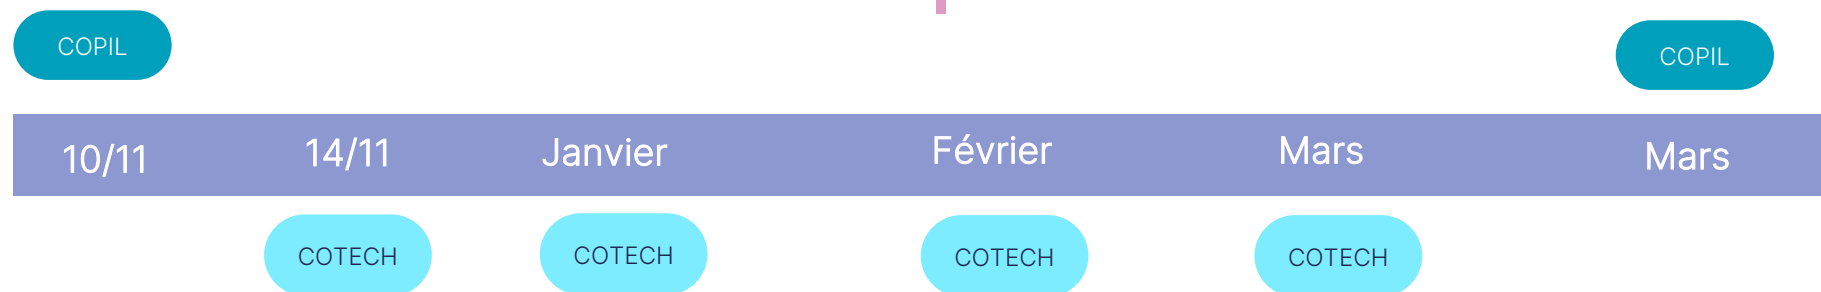 COPIL
COPIL
10/11
14/11
Janvier
Février
Mars
Mars
COTECH
COTECH
COTECH
COTECH